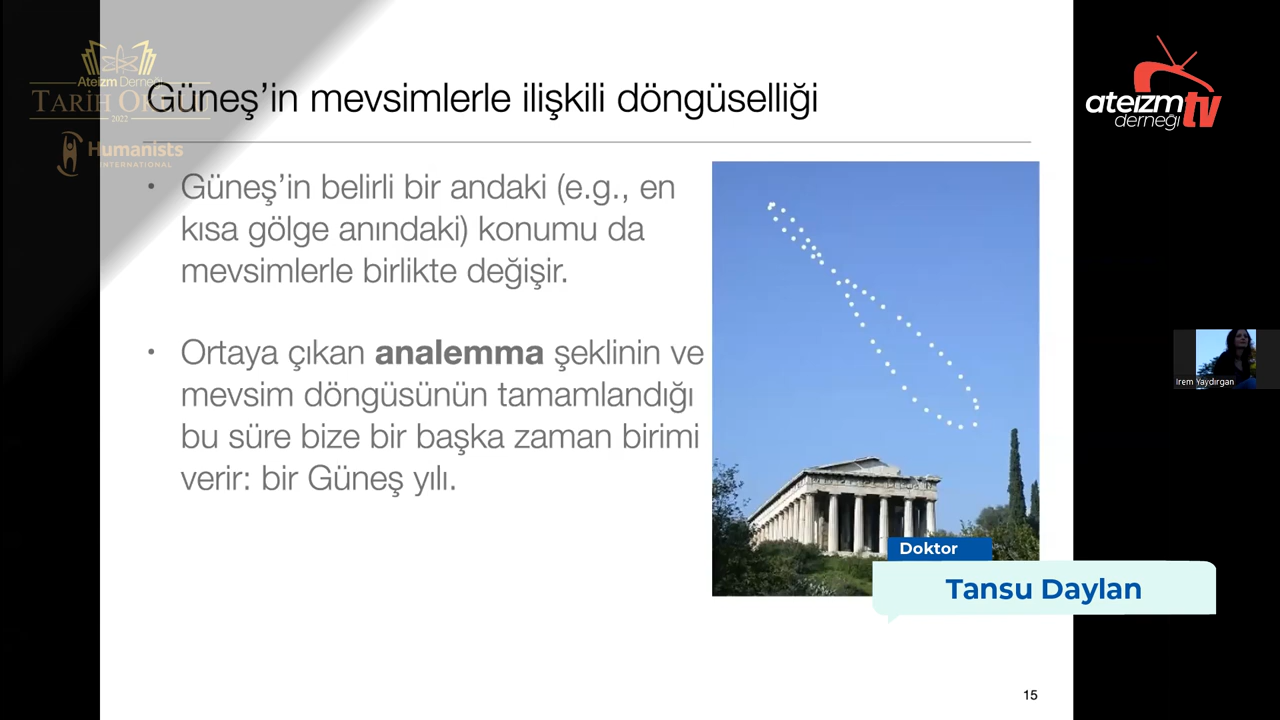 Ateizm Derneği
TARİH OKULU
2022
Humanists
INTERNATIONAL
Güneş’in mevsimlerle ilişkili döngüselliği
• Güneş’in belirli bir andaki (e.g., en
kısa gölge anındaki) konumu da
mevsimlerle birlikte değişir.
• Ortaya çıkan analemma şeklinin ve
mevsim döngüsünün tamamlandığı
bu süre bize bir başka zaman birimi
verir: bir Güneş yılı.
ateizm tv
derneği
Irem Yaydırgan
Doktor
Tansu Daylan
15